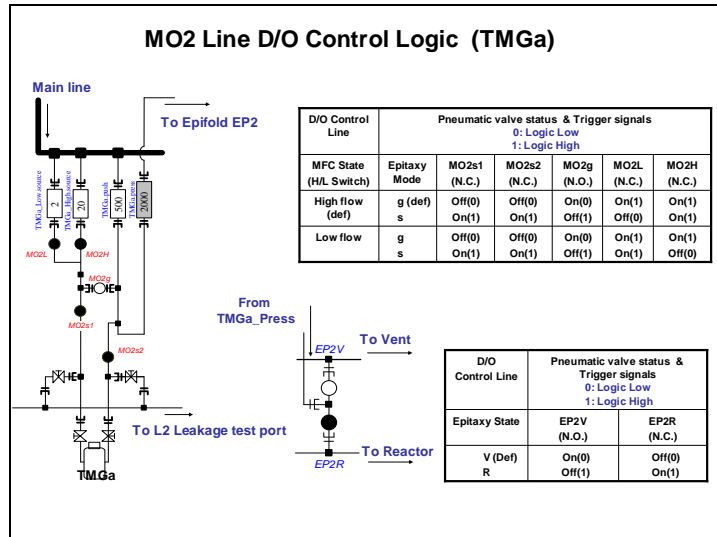 MO2 Line D/O Control Logic (TMGa)
Main line
To Epifold EP2
TMGa_Low.source
TMGa_High.source
TMGa.push
TMGa.press
2
20
500
2000
MO2L
MO2H
MO2g
MO2s1
MO2s2
To L2 Leakage test port
TMGa
D/O Control Line
Pneumatic valve status & Trigger signals
0: Logic Low
1: Logic High
MFC State (H/L Switch)
Epitaxy Mode
MO2s1 (N.C.)
MO2s2 (N.C.)
MO2g (N.O.)
MO2L (N.C.)
MO2H (N.C.)
High flow (def)
g (def) Off(0) Off(0) On(0) On(1) On(1)
s On(1) On(1) Off(1) Off(0) On(1)
Low flow g Off(0) Off(0) On(0) On(1) On(1)
s On(1) On(1) Off(1) On(1) Off(0)
From
TMGa_Press
EP2V
To Vent
To Reactor
EP2R
D/O Control Line
Pneumatic valve status &
Trigger signals
0: Logic Low
1: Logic High
Epitaxy State
EP2V (N.O.)
EP2R (N.C.)
V (Def) On(0) Off(0)
R Off(1) On(1)